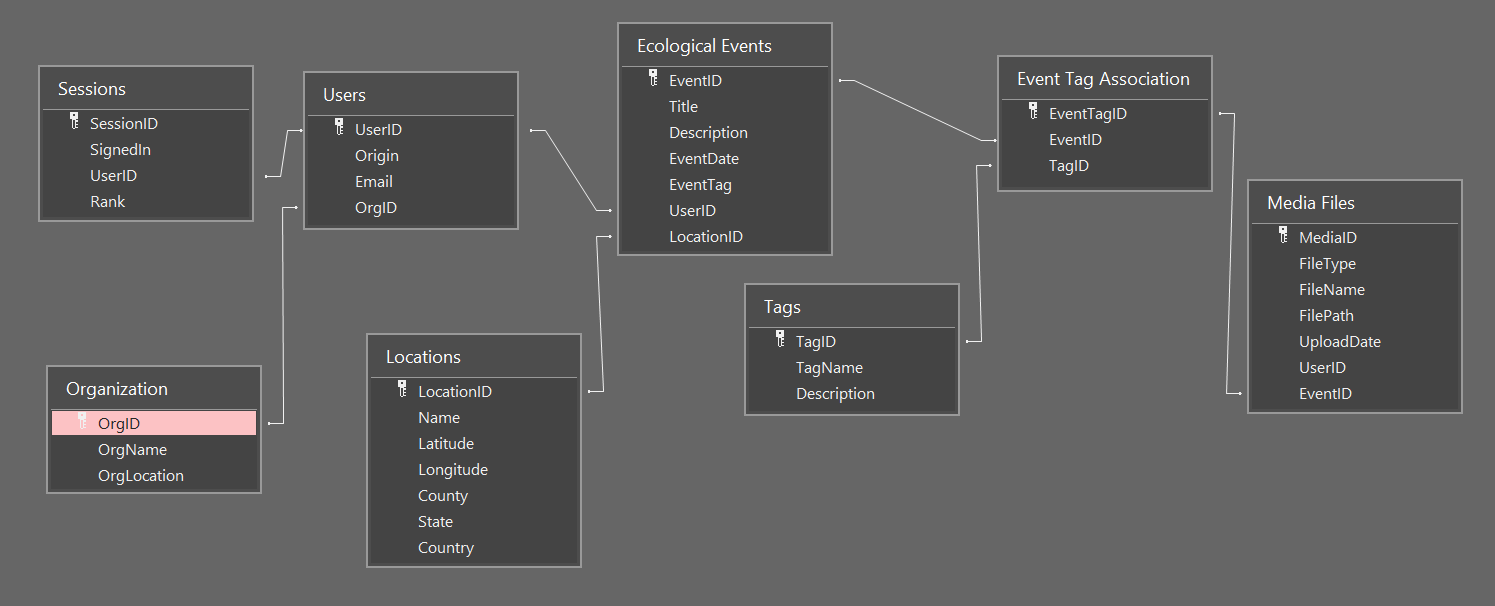 Sessions
SessionID
SignedIn
UserID
Rank
Users
UserID
Origin
Email
OrgID
Ecological Events
EventID
Title
Description
EventDate
EventTag
UserID
LocationID
Event Tag Association
EventTagID
EventID
TagID
Media Files
MediaID
FileType
FileName
FilePath
UploadDate
UserID
EventID
Organization
OrgID
OrgName
OrgLocation
Locations
LocationID
Name
Latitude
Longitude
County
State
Country
Tags
TagID
TagName
Description